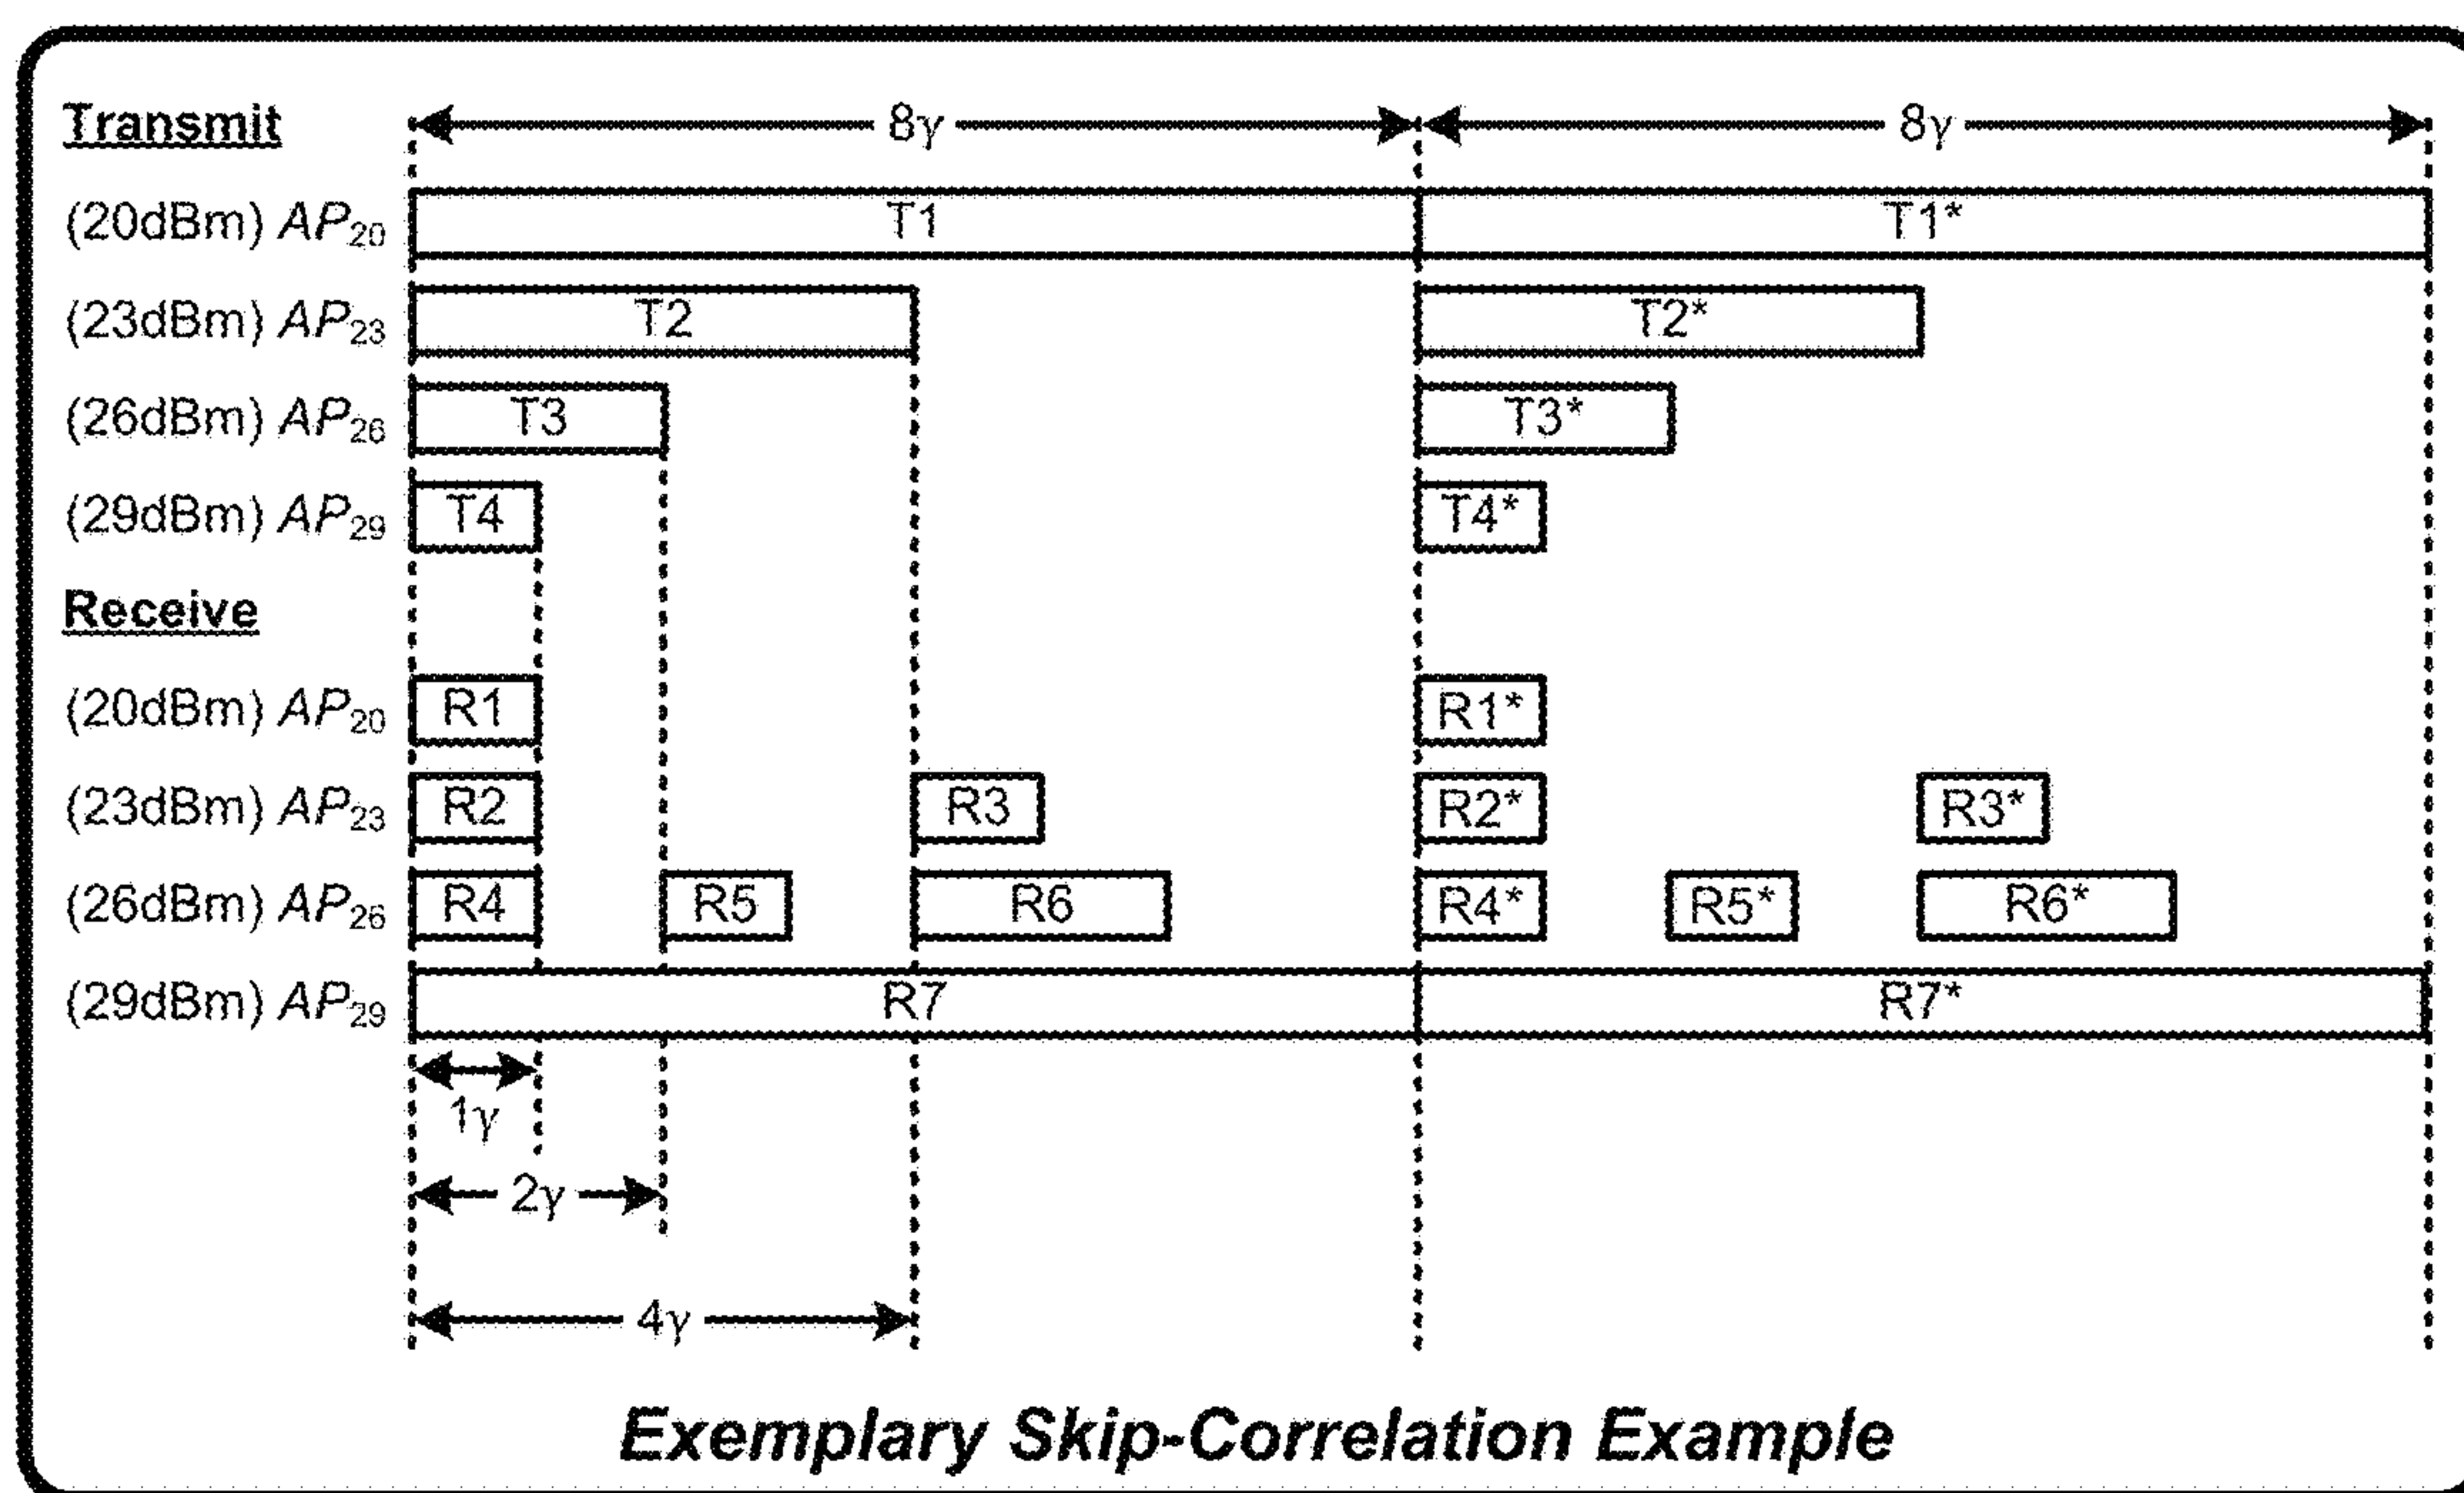 Transmit 8γ 8γ
(20dBm) AP20 T1 T1*
(23dBm) AP23 T2 T2*
(26dBm) AP26 T3 T3*
(29dBm) AP29 T4 T4*
Receive
(20dBm) AP20 R1 R1*
(23dBm) AP23 R2 R3 R2* R3*
(26dBm) AP26 R4 R5 R6 R4* R5* R6*
(29dBm) AP29 R7 R7*
1γ
2γ
4γ
Exemplary Skip-Correlation Example